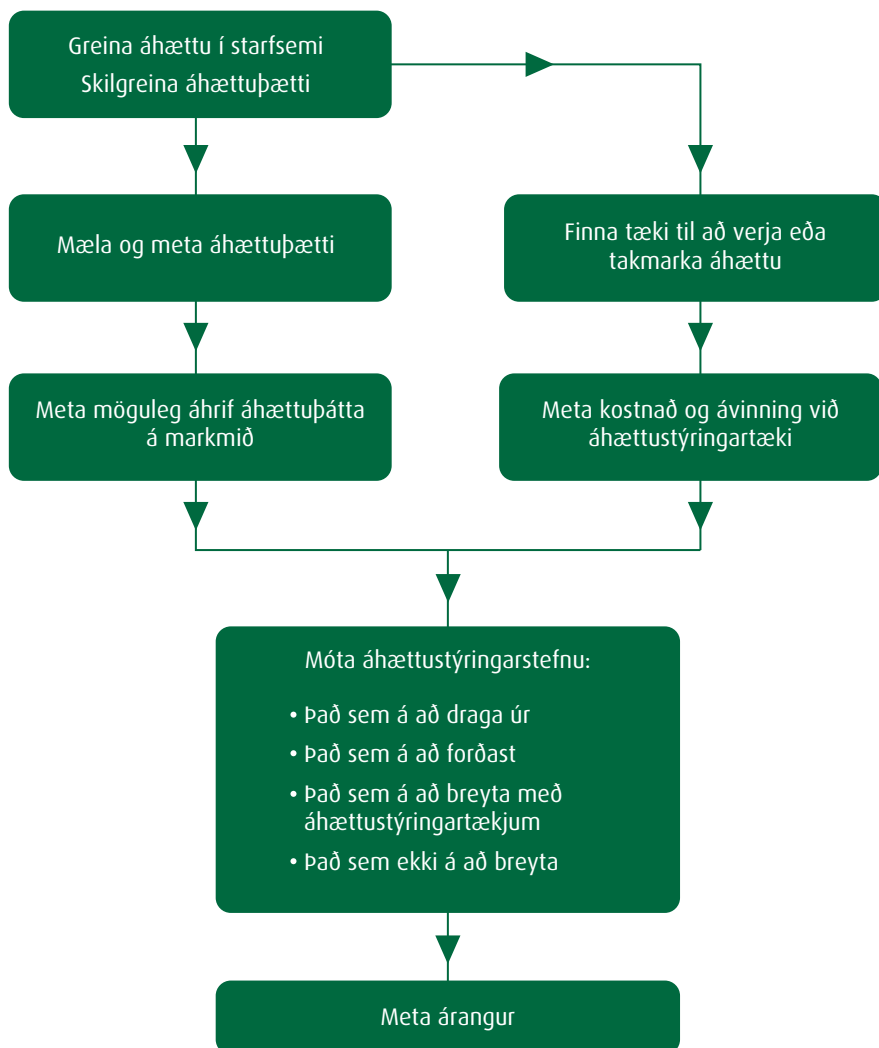 Greina áhættu í starfsemi
Skilgreina áhættuþætti
Mæla og meta áhættuþætti
Finna tæki til að verja eða
takmarka áhættu
Meta möguleg áhrif áhættuþátta
á markmið
Meta kostnað og ávinning við
áhættustýringartæki
Móta áhættustýringarstefnu:
• Það sem á að draga úr
• Það sem á að forðast
• Það sem á að breyta með
áhættustýringartækjum
• Það sem ekki á að breyta
Meta árangur